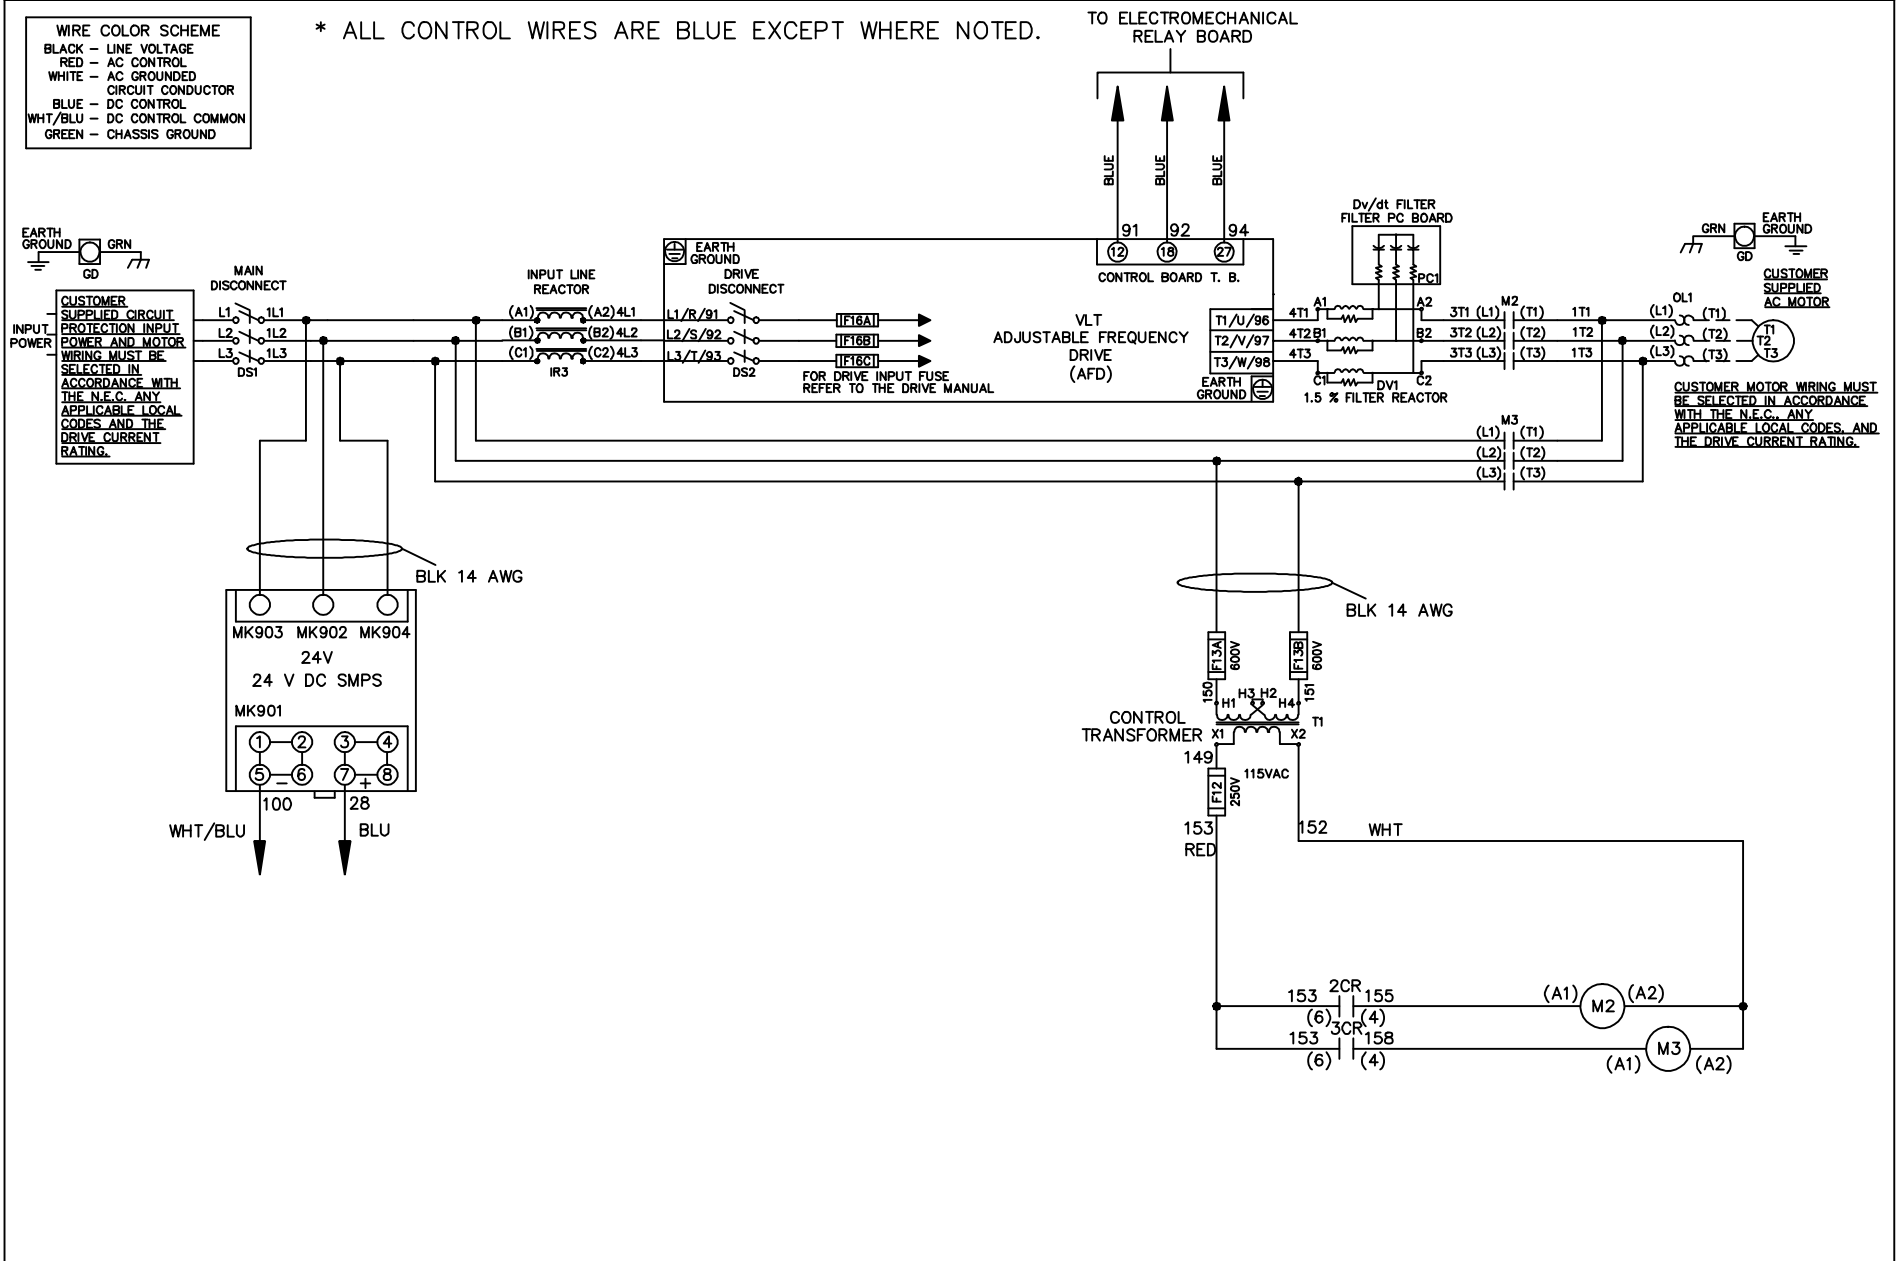 WIRE COLOR SCHEME
BLACK – LINE VOLTAGE
RED – AC CONTROL
WHITE – AC GROUNDED
CIRCUIT CONDUCTOR
BLUE – DC CONTROL
WHT/BLU – DC CONTROL COMMON
GREEN – CHASSIS GROUND
* ALL CONTROL WIRES ARE BLUE EXCEPT WHERE NOTED.
TO ELECTROMECHANICAL
RELAY BOARD
BLUE
BLUE
BLUE
91 92 94
12 18 27
CONTROL BOARD T. B.
EARTH
GROUND
GRN
GD
INPUT
POWER
CUSTOMER
SUPPLIED CIRCUIT
PROTECTION INPUT
POWER AND MOTOR
WIRING MUST BE
SELECTED IN
ACCORDANCE WITH
THE N.E.C. ANY
APPLICABLE LOCAL
CODES AND THE
DRIVE CURRENT
RATING.
MAIN
DISCONNECT
L1 1L1
L2 1L2
L3 1L3
DS1
INPUT LINE
REACTOR
(A1) (A2) 4L1
(B1) (B2) 4L2
(C1) (C2) 4L3
IR3
EARTH
GROUND
DRIVE
DISCONNECT
L1/R/91
L2/S/92
L3/T/93
DS2
F16A
F16B
F16C
FOR DRIVE INPUT FUSE
REFER TO THE DRIVE MANUAL
VLT
ADJUSTABLE FREQUENCY
DRIVE
(AFD)
T1/U/96
T2/V/97
T3/W/98
EARTH
GROUND
4T1
4T2
4T3
Dv/dt FILTER
FILTER PC BOARD
PC1
A1 A2
B1 B2
C1 C2
DV1
1.5 % FILTER REACTOR
M2
3T1 (L1) (T1) 1T1
3T2 (L2) (T2) 1T2
3T3 (L3) (T3) 1T3
M3
(L1) (T1)
(L2) (T2)
(L3) (T3)
OL1
(L1) (T1)
(L2) (T2)
(L3) (T3)
T1
T2
T3
GRN
EARTH
GROUND
GD
CUSTOMER
SUPPLIED
AC MOTOR
CUSTOMER MOTOR WIRING MUST
BE SELECTED IN ACCORDANCE
WITH THE N.E.C., ANY
APPLICABLE LOCAL CODES, AND
THE DRIVE CURRENT RATING.
BLK 14 AWG
MK903 MK902 MK904
24V
24 V DC SMPS
MK901
1 2 3 4
5 6 7 8
– +
100 28
WHT/BLU BLU
BLK 14 AWG
F13A
600V
F13B
600V
150
151
H1 H3 H2 H4
T1
CONTROL
TRANSFORMER
X1 X2
149
115VAC
F12
250V
153
RED
152 WHT
2CR
153 155
(6) (4)
(A1) M2 (A2)
3CR
153 158
(6) (4)
(A1) M3 (A2)